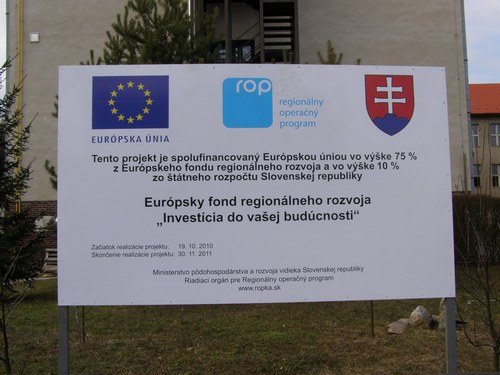 rop
regionálny
operačný
program
EURÓPSKA ÚNIA
Tento projekt je spolufinancovaný Európskou úniou vo výške 75 %
z Európskeho fondu regionálneho rozvoja a vo výške 10 %
zo štátneho rozpočtu Slovenskej republiky
Európsky fond regionálneho rozvoja
„Investícia do vašej budúcnosti“
Začiatok realizácie projektu: 19. 10. 2010
Skončenie realizácie projektu: 30. 11. 2011
Ministerstvo pôdohospodárstva a rozvoja vidieka Slovenskej republiky
Riadiaci orgán pre Regionálny operačný program
www.ropka.sk